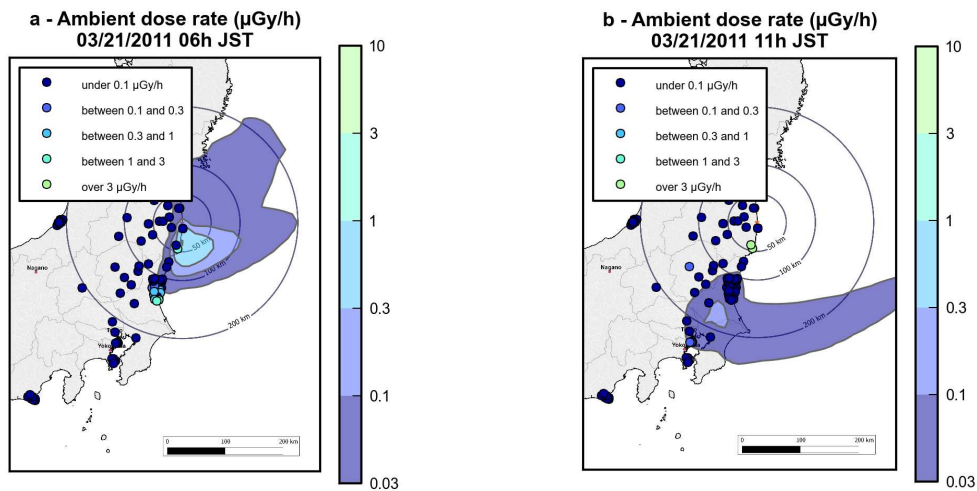 a - Ambient dose rate (µGy/h)
03/21/2011 06h JST
under 0.1 µGy/h
between 0.1 and 0.3
between 0.3 and 1
between 1 and 3
over 3 µGy/h
50 km
100 km
200 km
Nagano
0 100 200 km
10
3
1
0.3
0.1
0.03
b - Ambient dose rate (µGy/h)
03/21/2011 11h JST
under 0.1 µGy/h
between 0.1 and 0.3
between 0.3 and 1
between 1 and 3
over 3 µGy/h
50 km
100 km
200 km
Nagano
0 100 200 km
10
3
1
0.3
0.1
0.03